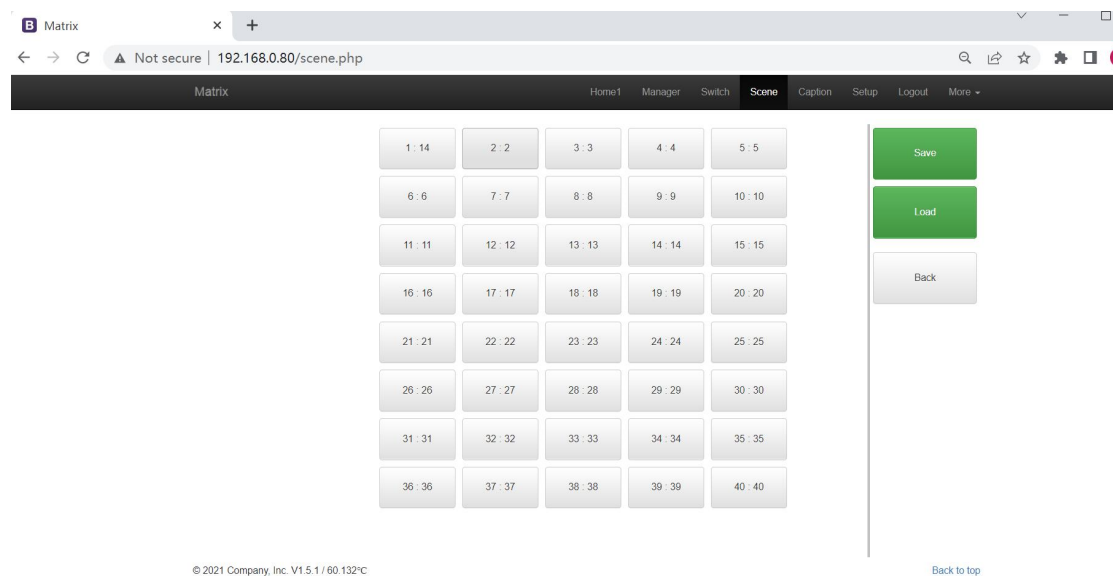 B Matrix
Not secure | 192.168.0.80/scene.php
Matrix Home1 Manager Switch Scene Caption Setup Logout More
1 : 14 2 : 2 3 : 3 4 : 4 5 : 5 Save
6 : 6 7 : 7 8 : 8 9 : 9 10 : 10 Load
11 : 11 12 : 12 13 : 13 14 : 14 15 : 15
Back
16 : 16 17 : 17 18 : 18 19 : 19 20 : 20
21 : 21 22 : 22 23 : 23 24 : 24 25 : 25
26 : 26 27 : 27 28 : 28 29 : 29 30 : 30
31 : 31 32 : 32 33 : 33 34 : 34 35 : 35
36 : 36 37 : 37 38 : 38 39 : 39 40 : 40
© 2021 Company, Inc. V1.5.1 / 60.132°C Back to top